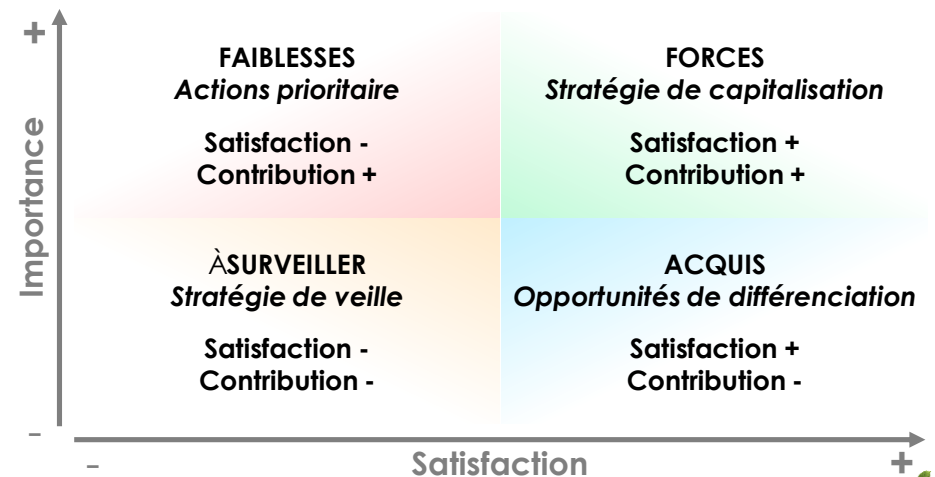 +
Importance
-
FAIBLESSES
Actions prioritaire
Satisfaction -
Contribution +
FORCES
Stratégie de capitalisation
Satisfaction +
Contribution +
ÀSURVEILLER
Stratégie de veille
Satisfaction -
Contribution -
ACQUIS
Opportunités de différenciation
Satisfaction +
Contribution -
-
Satisfaction
+